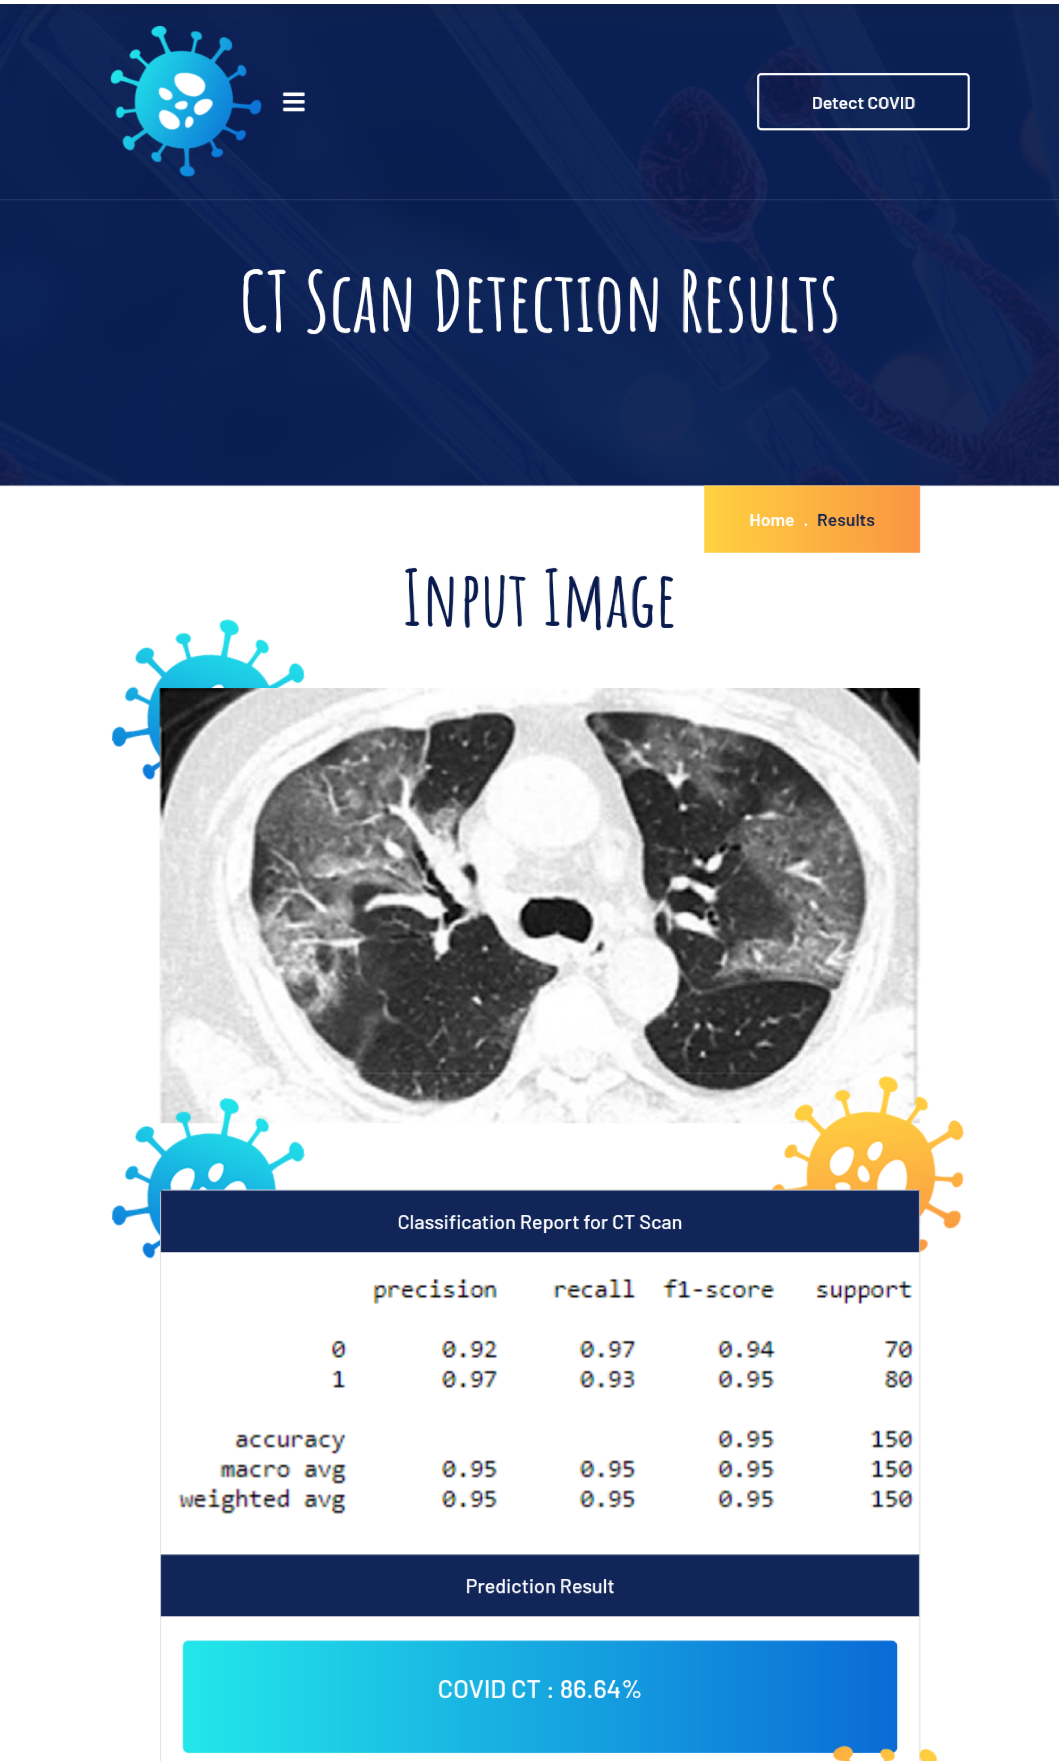 Detect COVID
CT Scan Detection Results
Home . Results
Input Image
Classification Report for CT Scan
precision recall f1-score support
0 0.92 0.97 0.94 70
1 0.97 0.93 0.95 80
accuracy 0.95 150
macro avg 0.95 0.95 0.95 150
weighted avg 0.95 0.95 0.95 150
Prediction Result
COVID CT : 86.64%